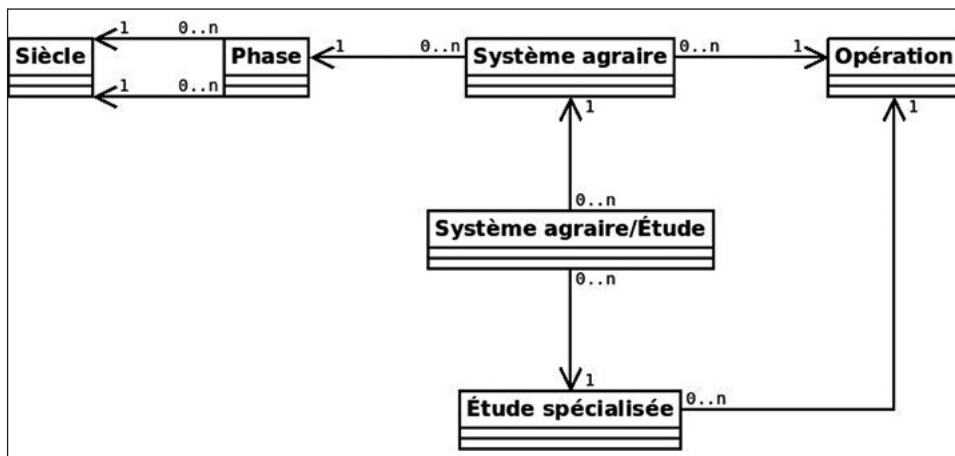 1 0..n
Siècle Phase 1 0..n Système agraire 0..n 1 Opération
1 0..n 1 1
0..n
Système agraire/Étude
0..n
1
Étude spécialisée 0..n